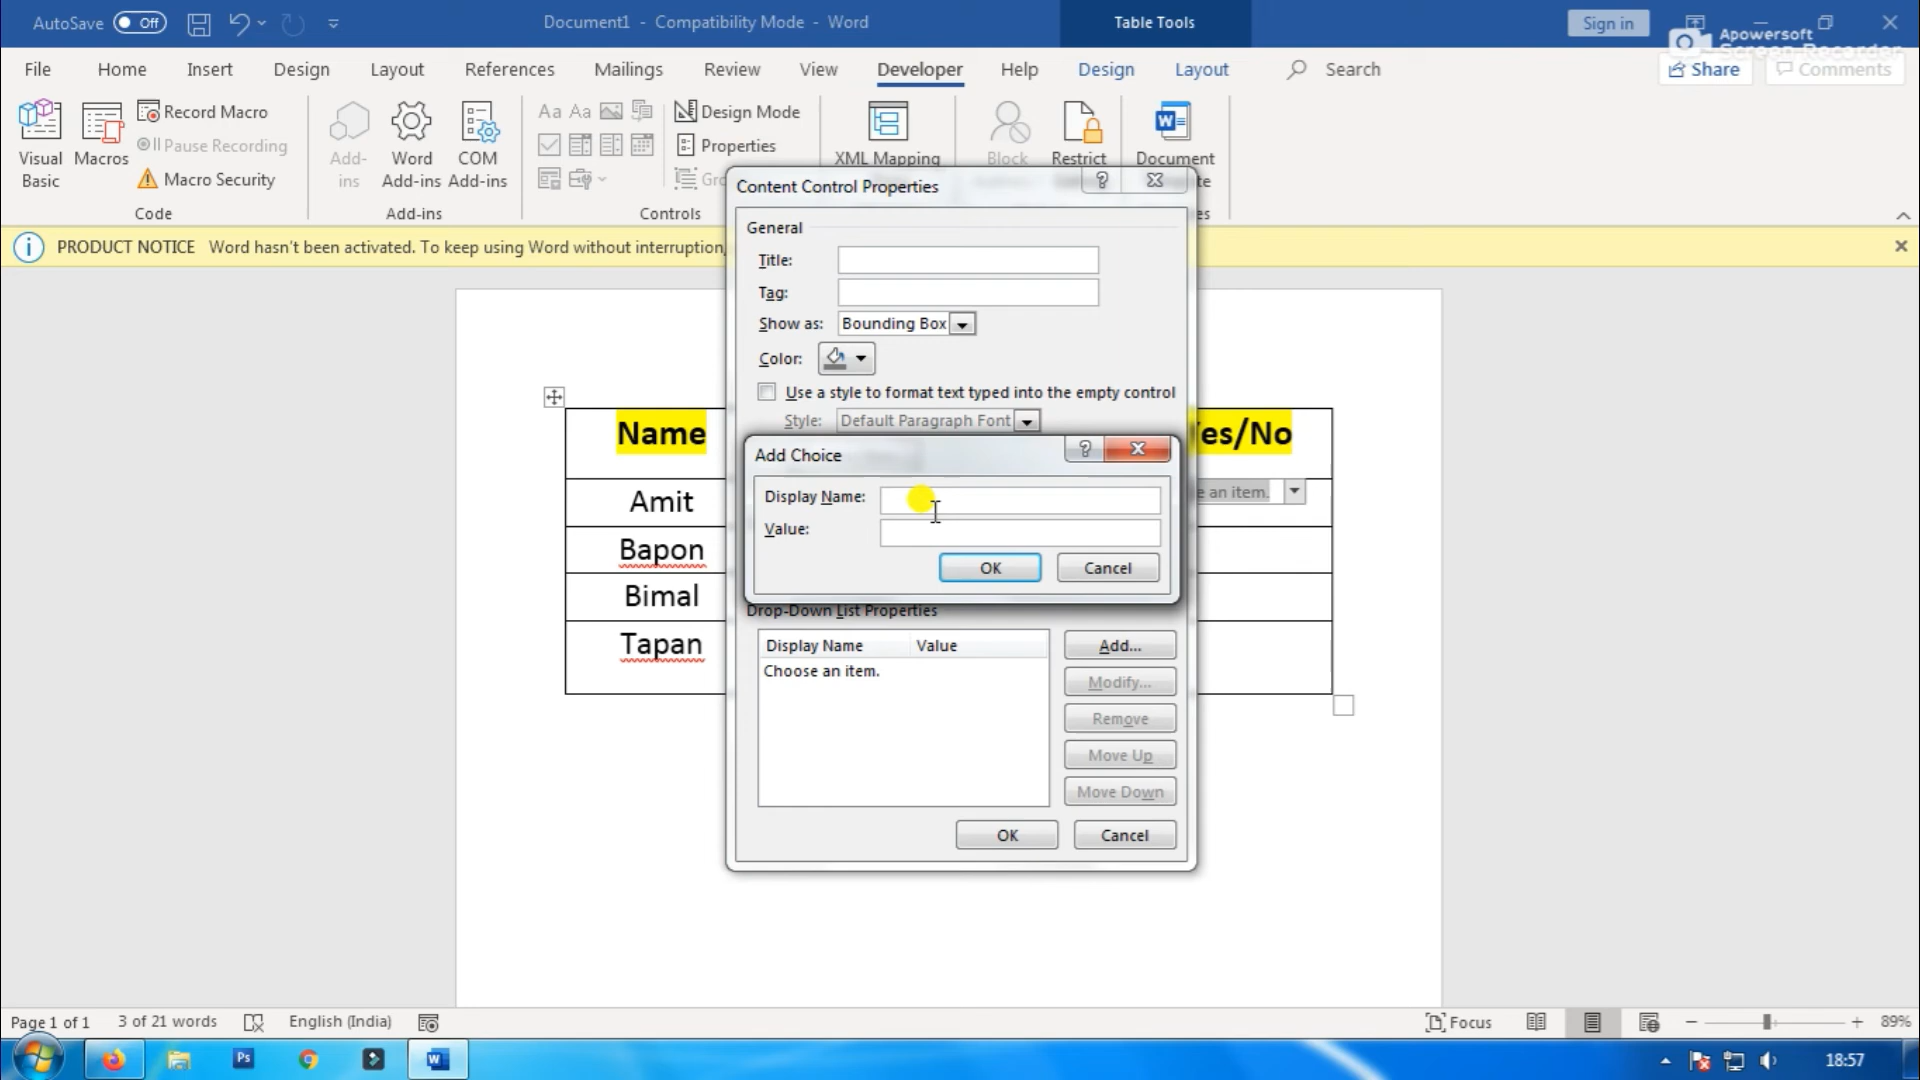 AutoSave Off
Document1 - Compatibility Mode - Word
Table Tools
Sign in
Apowersoft
Screen Recorder
File Home Insert Design Layout References Mailings Review View Developer Help Design Layout Search
Share Comments
Visual Basic
Macros
Record Macro
Pause Recording
Macro Security
Code
Add-ins
Word Add-ins
COM Add-ins
Add-ins
Aa Aa
Design Mode
Properties
Controls
XML Mapping
Block
Restrict
Document
PRODUCT NOTICE Word hasn't been activated. To keep using Word without interruption,
Content Control Properties
General
Title:
Tag:
Show as: Bounding Box
Color:
Use a style to format text typed into the empty control
Style: Default Paragraph Font
Add Choice
Display Name:
Value:
OK Cancel
Drop-Down List Properties
Display Name Value
Choose an item.
Add...
Modify...
Remove
Move Up
Move Down
OK Cancel
Name
Yes/No
Amit
e an item.
Bapon
Bimal
Tapan
Page 1 of 1 3 of 21 words English (India)
Focus
89%
Ps
W
18:57